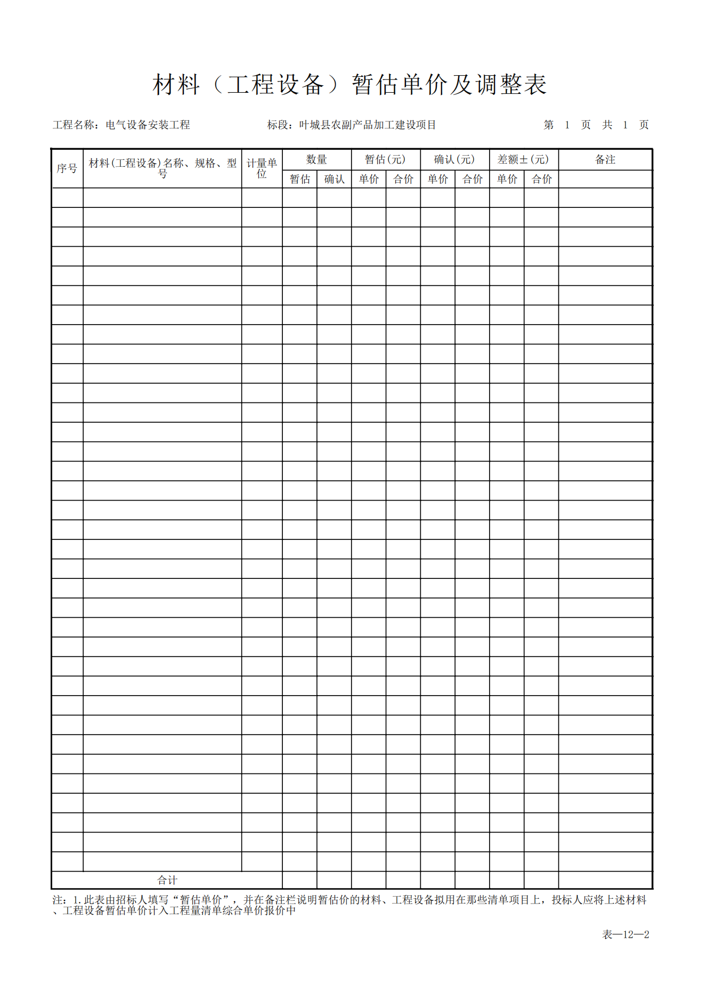 材料（工程设备）暂估单价及调整表
工程名称：电气设备安装工程 标段：叶城县农副产品加工建设项目 第 1 页 共 1 页
序号 材料(工程设备)名称、规格、型号 计量单位 数量 暂估(元) 确认(元) 差额±(元) 备注
暂估 确认 单价 合价 单价 合价 单价 合价
合计
注：1.此表由招标人填写“暂估单价”，并在备注栏说明暂估价的材料、工程设备拟用在那些清单项目上，投标人应将上述材料
、工程设备暂估单价计入工程量清单综合单价报价中
表—12—2